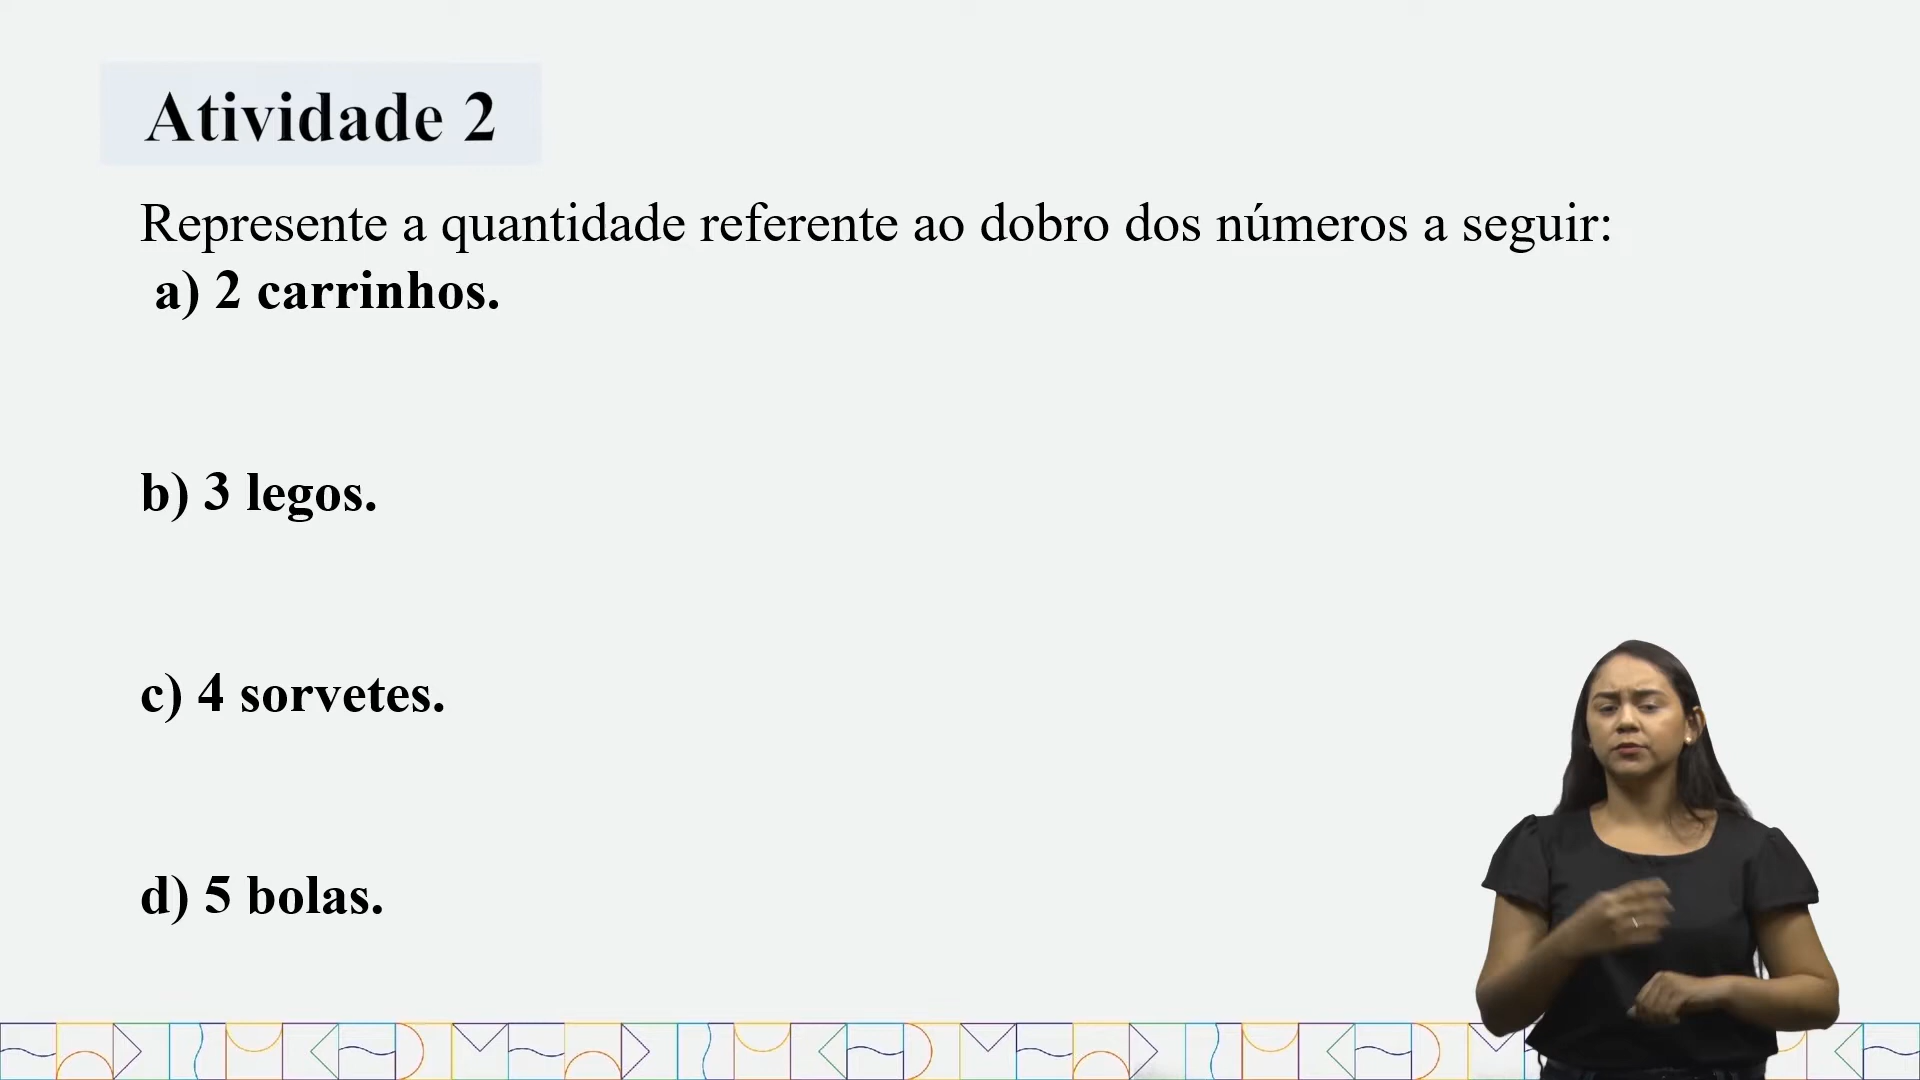 Atividade 2
Represente a quantidade referente ao dobro dos números a seguir:
a) 2 carrinhos.
b) 3 legos.
c) 4 sorvetes.
d) 5 bolas.